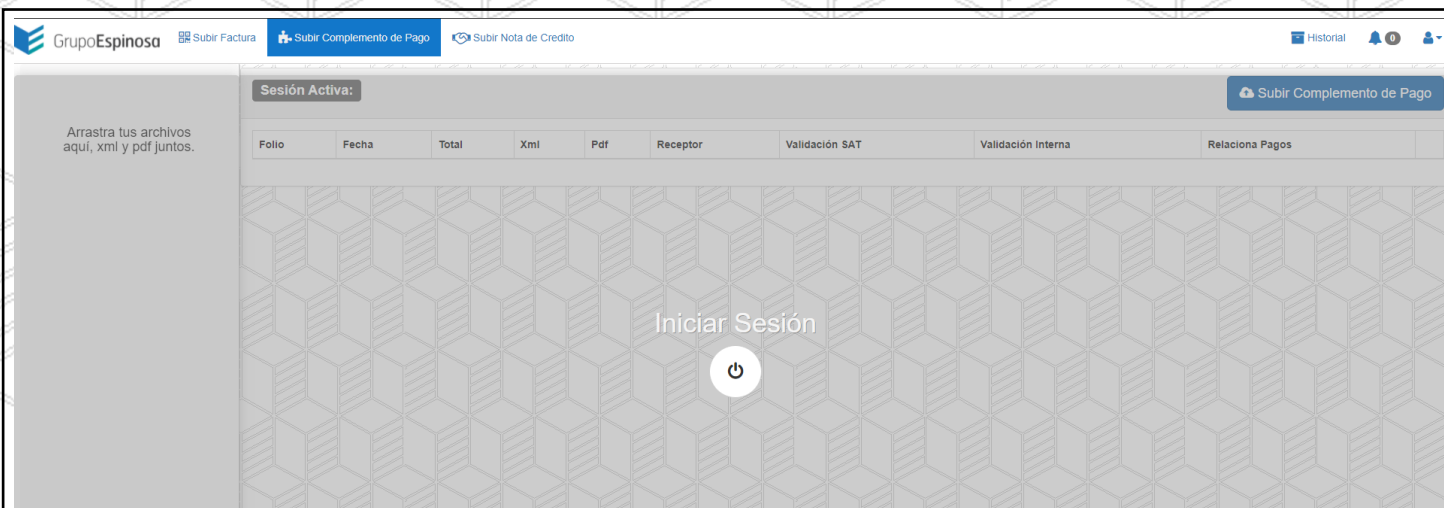 GrupoEspinosa Subir Factura Subir Complemento de Pago Subir Nota de Credito Historial 0
Sesión Activa: Subir Complemento de Pago
Arrastra tus archivos
aquí, xml y pdf juntos.
Folio Fecha Total Xml Pdf Receptor Validación SAT Validación Interna Relaciona Pagos
Iniciar Sesión